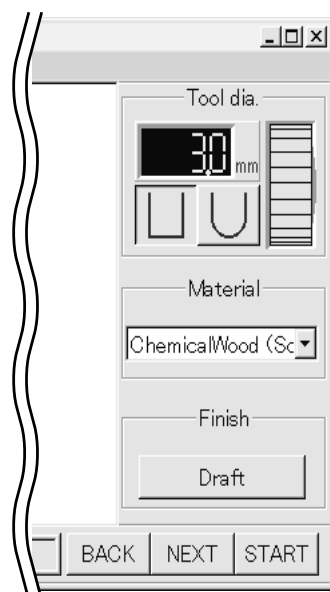 Tool dia.
3.0 mm
Material
ChemicalWood (Sc
Finish
Draft
BACK NEXT START